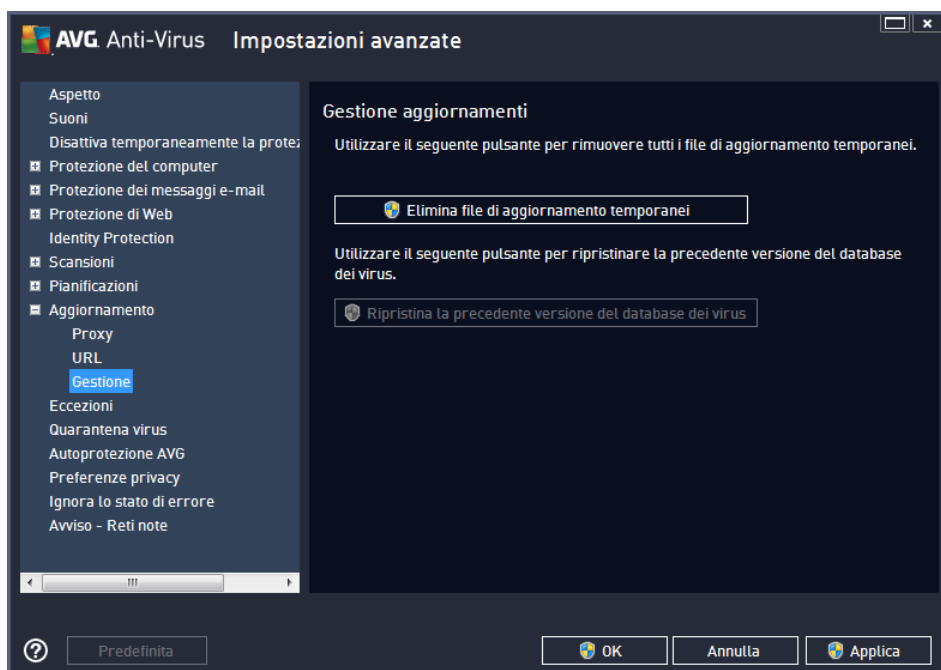 AVG. Anti-Virus Impostazioni avanzate
Aspetto
Suoni
Disattiva temporaneamente la protez
Protezione del computer
Protezione dei messaggi e-mail
Protezione di Web
Identity Protection
Scansioni
Pianificazioni
Aggiornamento
Proxy
URL
Gestione
Eccezioni
Quarantena virus
Autoprotezione AVG
Preferenze privacy
Ignora lo stato di errore
Avviso - Reti note
Gestione aggiornamenti
Utilizzare il seguente pulsante per rimuovere tutti i file di aggiornamento temporanei.
Elimina file di aggiornamento temporanei
Utilizzare il seguente pulsante per ripristinare la precedente versione del database
dei virus.
Ripristina la precedente versione del database dei virus
Predefinita
OK
Annulla
Applica